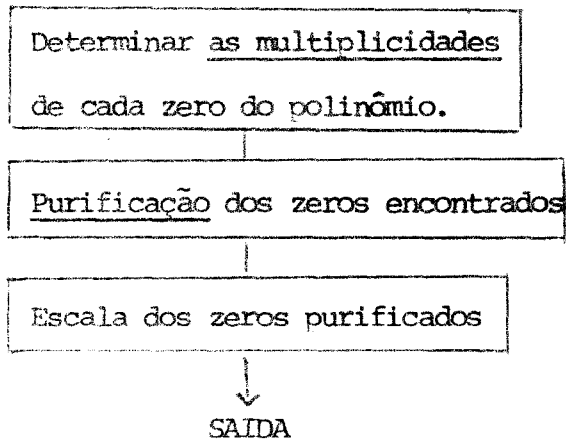 Determinar as multiplicidades
de cada zero do polinômio.
Purificação dos zeros encontrados
Escala dos zeros purificados
SAIDA